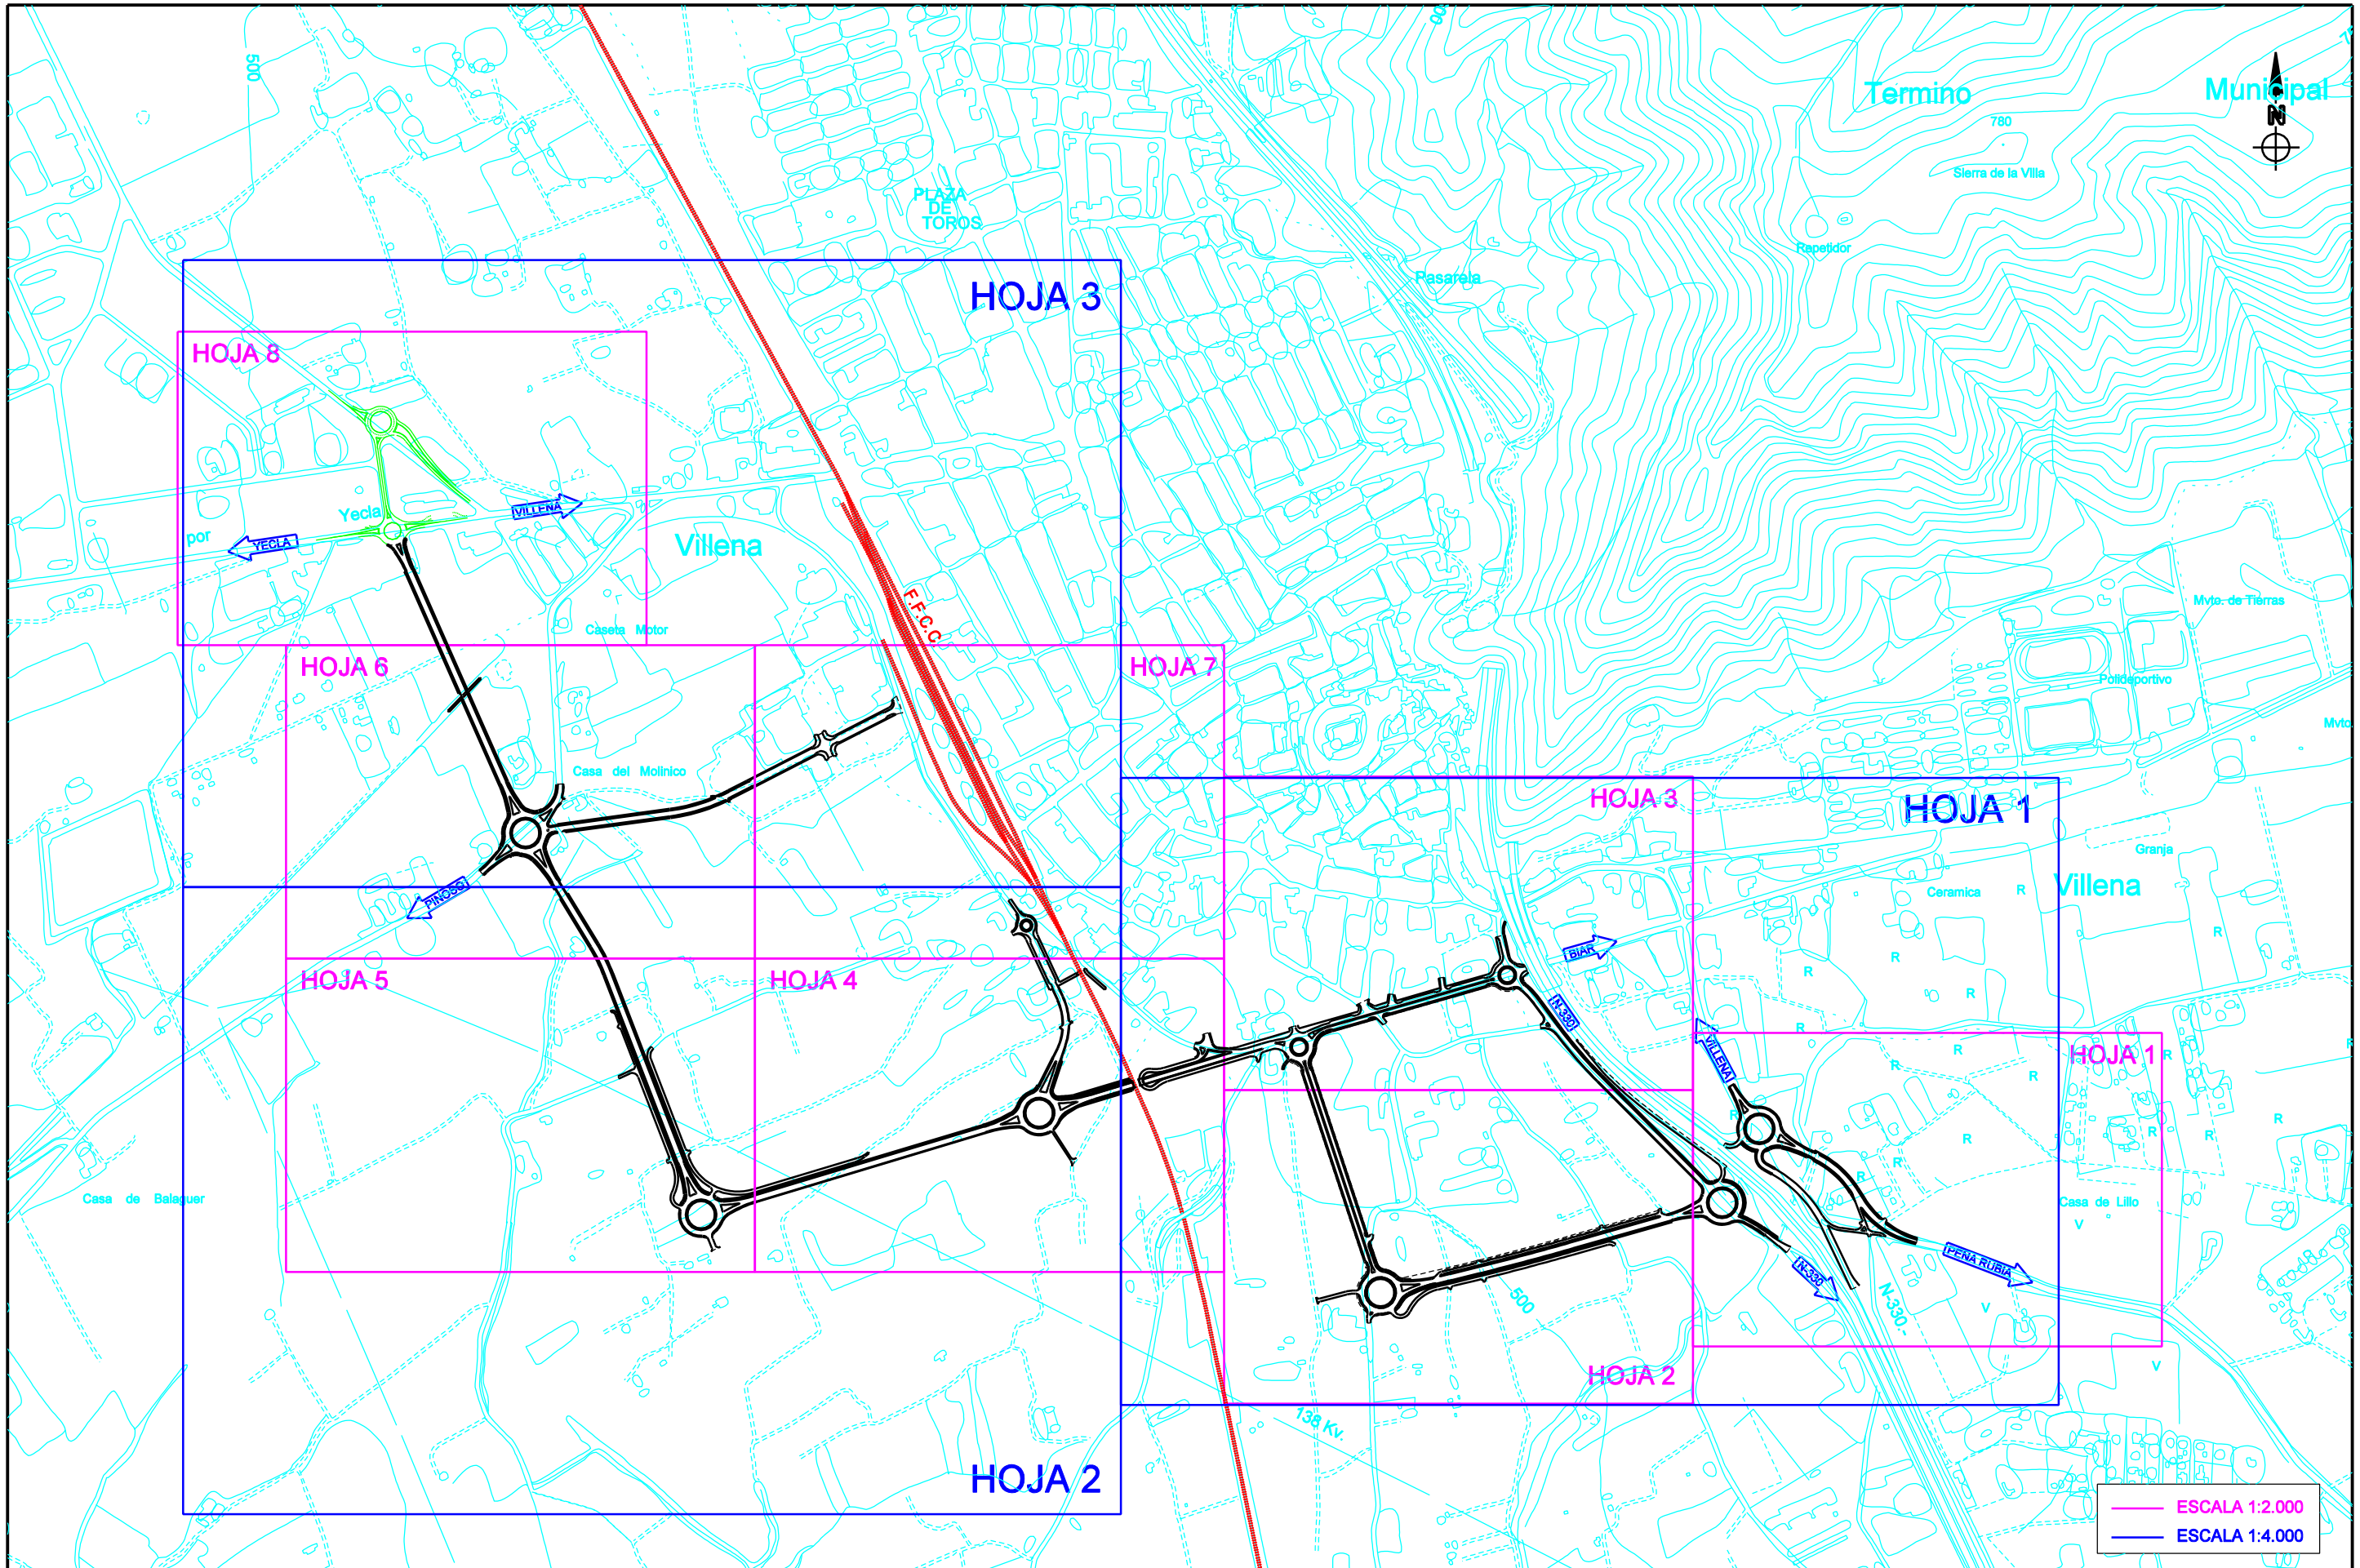 500
500
Termino
Municipal
N
780
Sierra de la Villa
PLAZA
DE
TOROS
Repetidor
Pasarela
HOJA 3
HOJA 8
Yecla
VILLENA
por
YECLA
Villena
F.F.C.C
Caseta Motor
Mvto. de Tierras
HOJA 6
HOJA 7
Polideportivo
Mvto
Casa del Molinico
HOJA 3
HOJA 1
Granja
PINOSO
Ceramica
R
Villena
R
BIAR
R
R
HOJA 5
HOJA 4
R
N-330
R
VILLENA
R
HOJA 1
R
R
R
R
R
R
R
R
R
R
R
Casa de Balaguer
Casa de Lillo
V
PEÑA RUBIA
N-330
N-330.-
500
V
V
HOJA 2
138 Kv.
HOJA 2
ESCALA 1:2.000
ESCALA 1:4.000